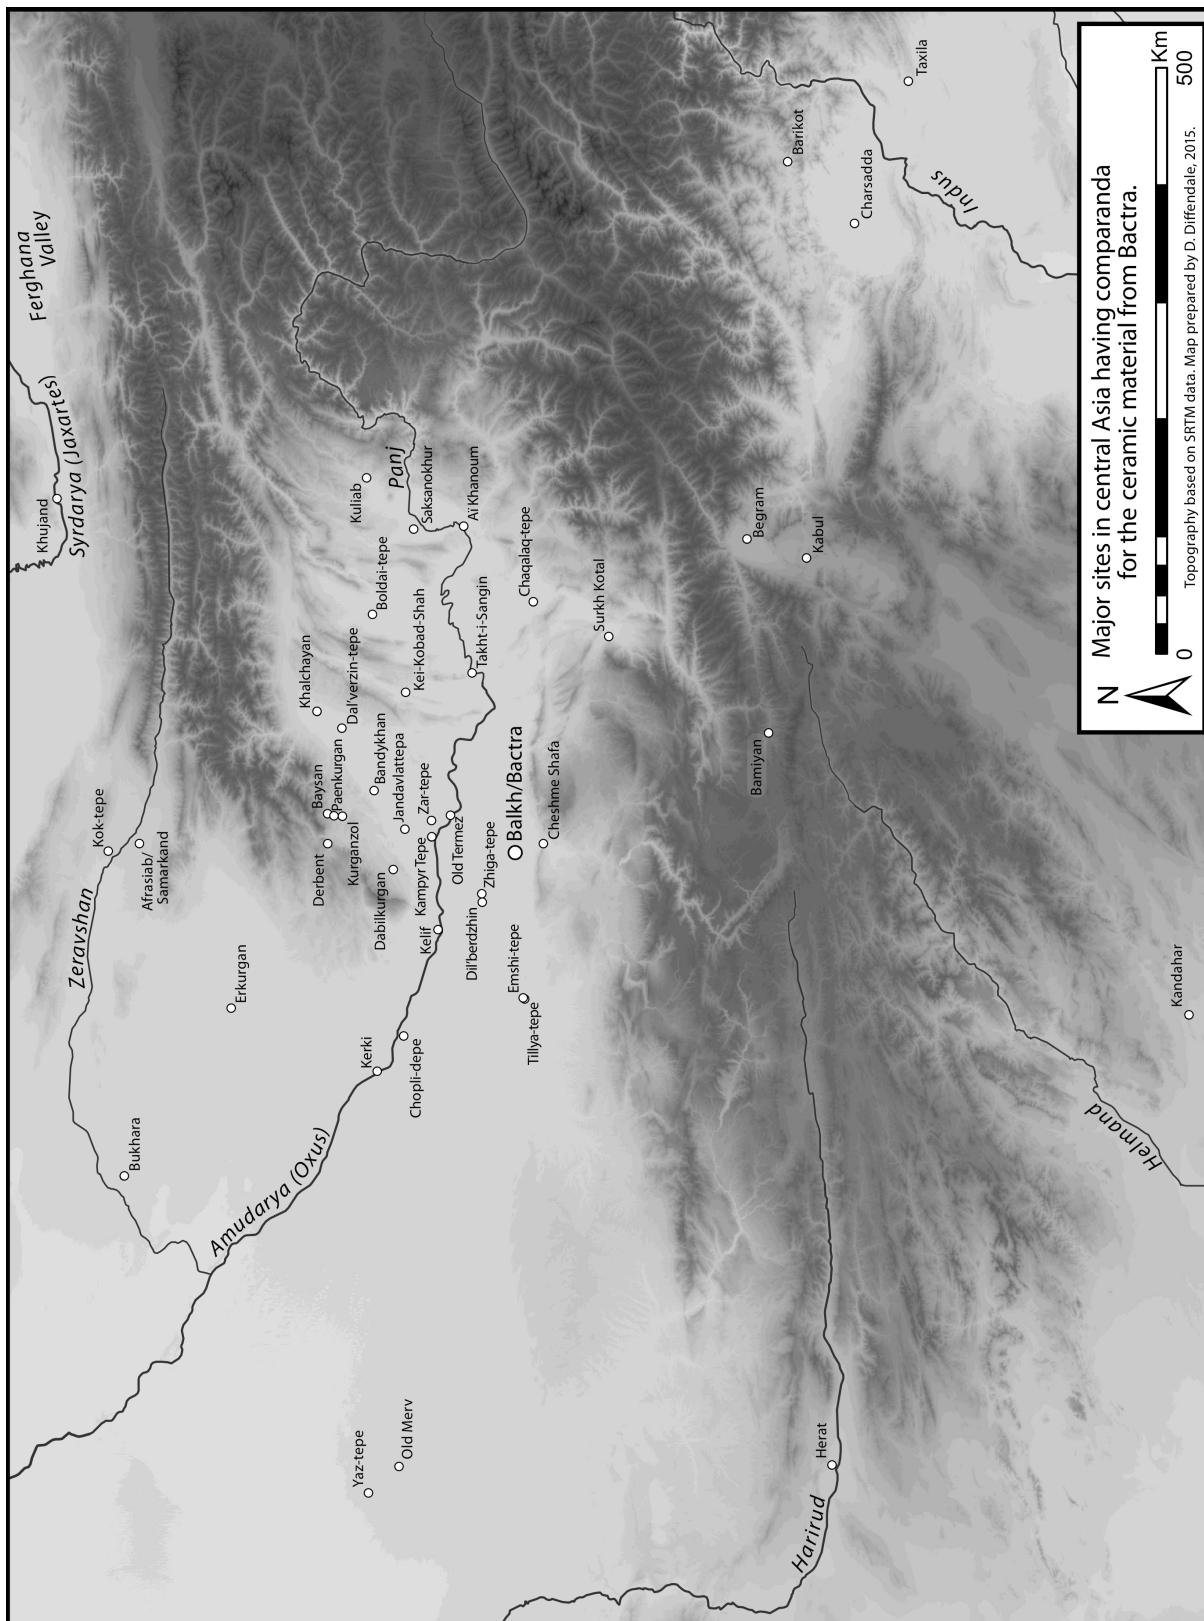 Ferghana
Valley
Khujand
Syrdarya (Jaxartes)
Kok-tepe
Afrasiab/
Samarkand
Zeravshan
Bukhara
Erkurgan
Amudarya (Oxus)
Kerki
Chopli-depe
Kelif
Khalchayan
Dal'verzin-tepe
Baysan
Paenkurgan
Derbent
Kurganzol
Bandykhan
Jandavlattepa
Dabilkurgan
Zar-tepe
Kampyr Tepe
Old Termez
Kuliab
Panj
Saksanokhur
Boldai-tepe
Kei-Kobad-Shah
Aï Khanoum
Takht-i-Sangin
Zhiga-tepe
Dil'berdzhin
Balkh/Bactra
Cheshme Shafa
Emshi-tepe
Tillya-tepe
Chaqalaq-tepe
Surkh Kotal
Yaz-tepe
Old Merv
Begram
Kabul
Bamiyan
Barikot
Charsadda
Taxila
Indus
Herat
Harirud
Helmand
Kandahar
N
Major sites in central Asia having comparanda
for the ceramic material from Bactra.
0
500
Km
Topography based on SRTM data. Map prepared by D. Diffendale, 2015.